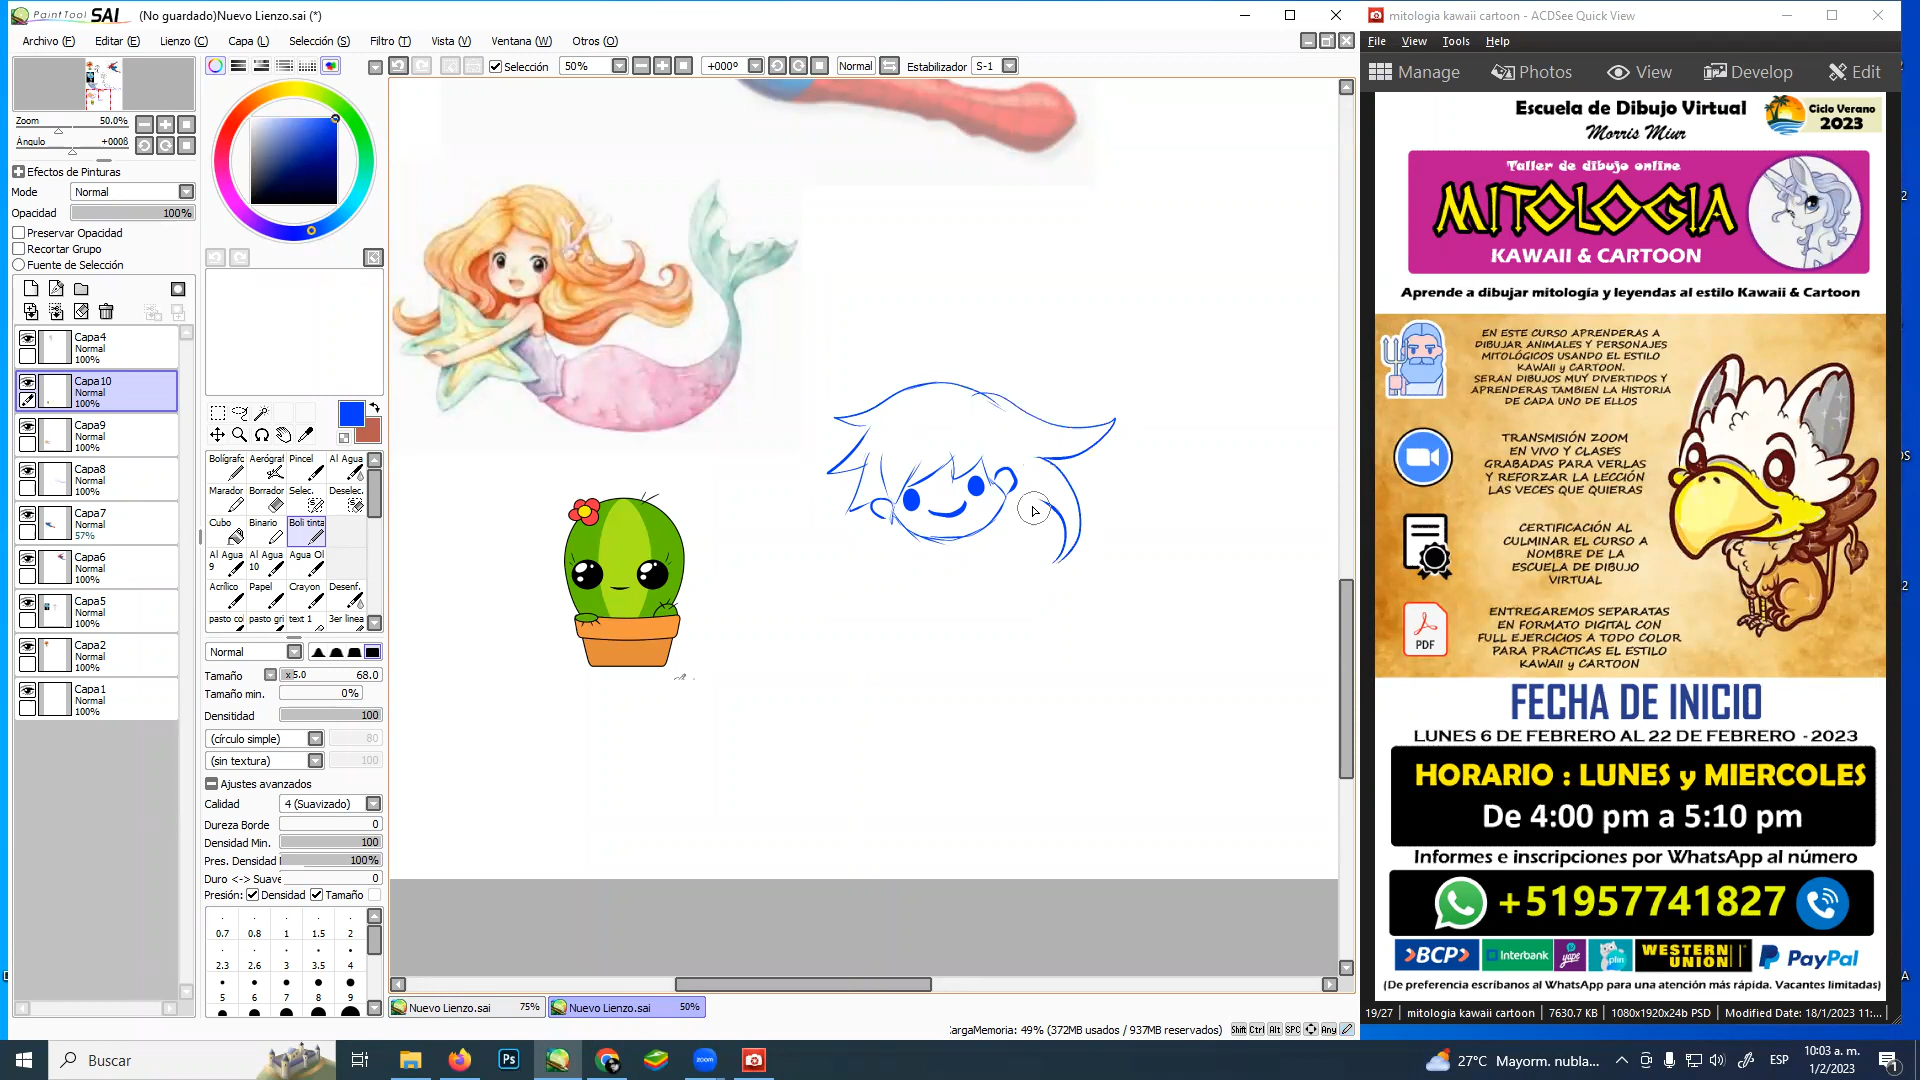 PaintTool SAI
(No guardado)Nuevo Lienzo.sai (*)
Archivo (F) Editar (E) Lienzo (C) Capa (L) Selección (S) Filtro (T) Vista (V) Ventana (W) Otros (O)
Selección 50% +000º Normal Estabilizador S-1
Zoom 50.0%
Ángulo +000ß
Efectos de Pinturas
Mode Normal
Opacidad 100%
Preservar Opacidad
Recortar Grupo
Fuente de Selección
Capa4
Normal
100%
Capa10
Normal
100%
Capa9
Normal
100%
Capa8
Normal
100%
Capa7
Normal
57%
Capa6
Normal
100%
Capa5
Normal
100%
Capa2
Normal
100%
Capa1
Normal
100%
Bolígraf Aerógraf Pincel Al Agua
Marador Borrador Selec. Deselec.
Cubo Binario Boli tinta
Al Agua 9 Al Agua 10 Agua Ol
Acrílico Papel Crayon Desenf.
pasto co pasto gri text 1 3er linea
Normal
Tamaño x5.0 68.0
Tamaño min. 0%
Densitidad 100
(círculo simple) 80
(sin textura) 100
Ajustes avanzados
Calidad 4 (Suavizado)
Dureza Borde 0
Densidad Min. 100
Pres. Densidad 100%
Duro <-> Suave 0
Presión: Densidad Tamaño
0.7 0.8 1 1.5 2
2.3 2.6 3 3.5 4
5 6 7 8 9
Nuevo Lienzo.sai 75%
Nuevo Lienzo.sai 50%
CargaMemoria: 49% (372MB usados / 937MB reservados) Shift Ctrl Alt SPC Any
mitologia kawaii cartoon - ACDSee Quick View
File View Tools Help
Manage Photos View Develop Edit
Escuela de Dibujo Virtual
Morris Miur
Ciclo Verano
2023
Taller de dibujo online
MITOLOGIA
KAWAII & CARTOON
Aprende a dibujar mitología y leyendas al estilo Kawaii & Cartoon
EN ESTE CURSO APRENDERAS A
DIBUJAR ANIMALES Y PERSONAJES
MITOLÓGICOS USANDO EL ESTILO
KAWAII y CARTOON.
SERAN DIBUJOS MUY DIVERTIDOS Y
APRENDERAS TAMBIEN LA HISTORIA
DE CADA UNO DE ELLOS
TRANSMISIÓN ZOOM
EN VIVO Y CLASES
GRABADAS PARA VERLAS
Y REFORZAR LA LECCIÓN
LAS VECES QUE QUIERAS
CERTIFICACIÓN AL
CULMINAR EL CURSO A
NOMBRE DE LA
ESCUELA DE DIBUJO
VIRTUAL
PDF
ENTREGAREMOS SEPARATAS
EN FORMATO DIGITAL CON
FULL EJERCICIOS A TODO COLOR
PARA PRACTICAS EL ESTILO
KAWAII y CARTOON
FECHA DE INICIO
LUNES 6 DE FEBRERO AL 22 DE FEBRERO - 2023
HORARIO : LUNES y MIERCOLES
De 4:00 pm a 5:10 pm
Informes e inscripciones por WhatsApp al número
+51957741827
BCP Interbank yape plin WESTERN UNION PayPal
(De preferencia escríbanos al WhatsApp para una atención más rápida. Vacantes limitadas)
19/27 mitologia kawaii cartoon 7630.7 KB 1080x1920x24b PSD Modified Date: 18/1/2023 11:...
Buscar
Ps
zoom
27°C Mayorm. nubla...
ESP
10:03 a. m.
1/2/2023
1